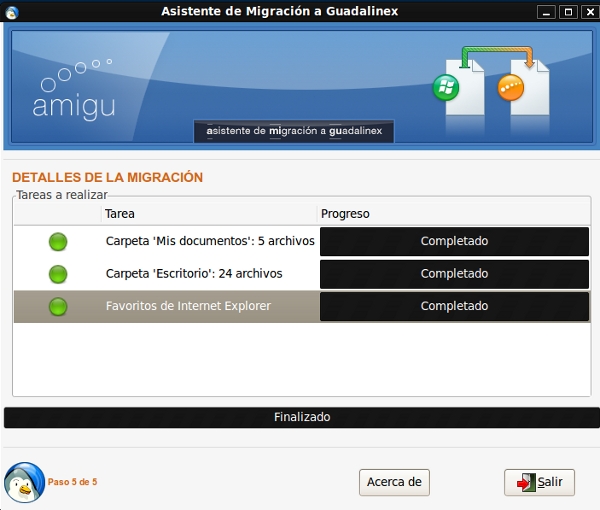 Asistente de Migración a Guadalinex
amigu
asistente de migración a guadalinex
DETALLES DE LA MIGRACIÓN
Tareas a realizar
Tarea Progreso
Carpeta 'Mis documentos': 5 archivos Completado
Carpeta 'Escritorio': 24 archivos Completado
Favoritos de Internet Explorer Completado
Finalizado
Paso 5 de 5 Acerca de Salir